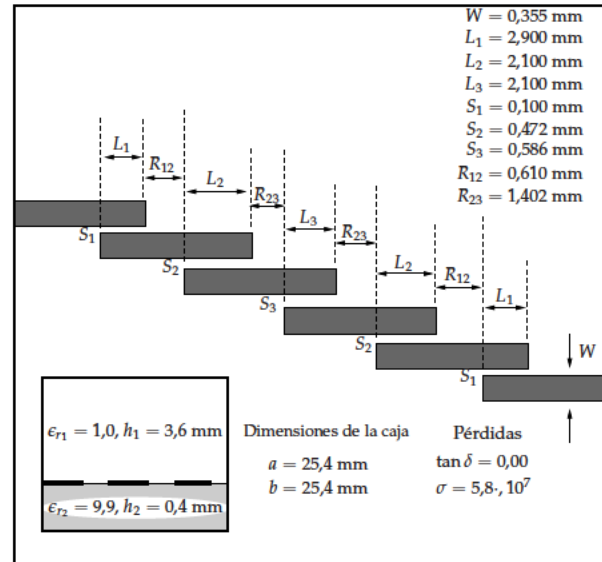 W = 0,355 mm
L₁ = 2,900 mm
L₂ = 2,100 mm
L₃ = 2,100 mm
S₁ = 0,100 mm
S₂ = 0,472 mm
S₃ = 0,586 mm
R₁₂ = 0,610 mm
R₂₃ = 1,402 mm
L₁
R₁₂
L₂
R₂₃
L₃
R₂₃
L₂
R₁₂
L₁
S₁
S₂
S₃
S₂
S₁
W
ϵr₁ = 1,0, h₁ = 3,6 mm
ϵr₂ = 9,9, h₂ = 0,4 mm
Dimensiones de la caja
a = 25,4 mm
b = 25,4 mm
Pérdidas
tan δ = 0,00
σ = 5,8·, 10⁷